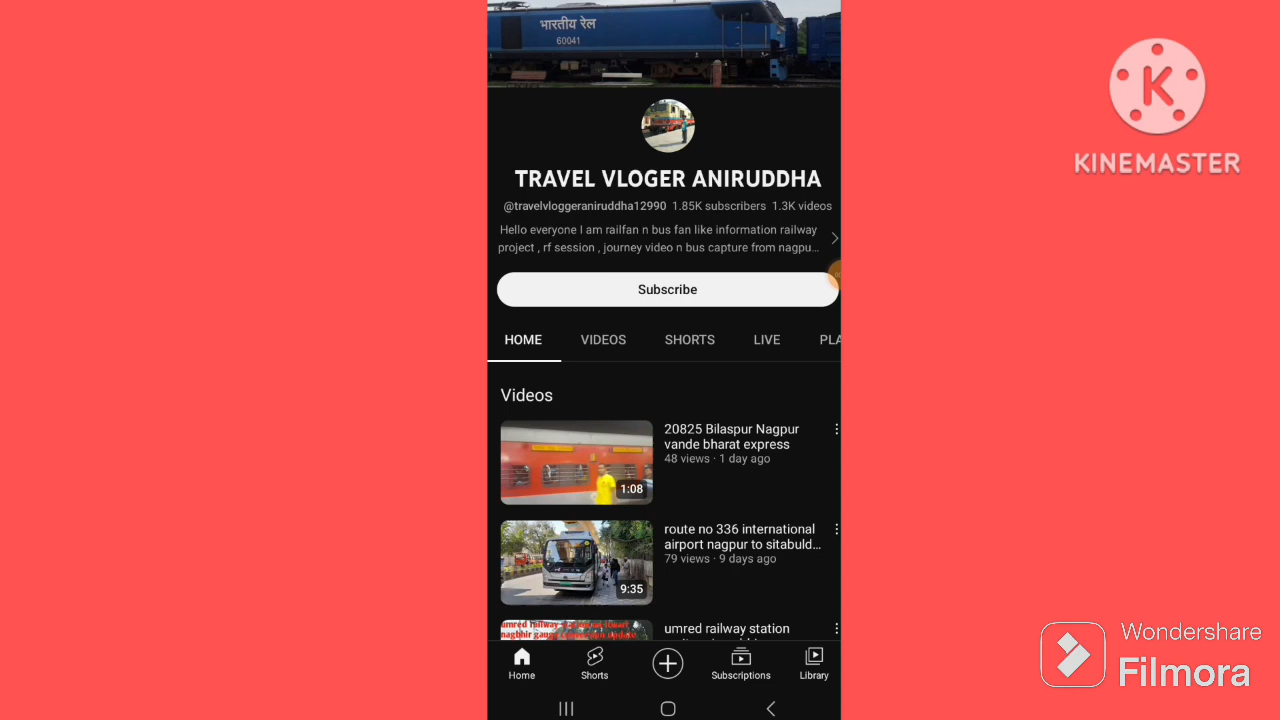 भारतीय रेल
60041
TRAVEL VLOGER ANIRUDDHA
@travelvloggeraniruddha12990 1.85K subscribers 1.3K videos
Hello everyone I am railfan n bus fan like information railway
project , rf session , journey video n bus capture from nagpu...
Subscribe
HOME VIDEOS SHORTS LIVE PLA
Videos
20825 Bilaspur Nagpur
vande bharat express
48 views · 1 day ago
1:08
route no 336 international
airport nagpur to sitabuld...
79 views · 9 days ago
9:35
umred railway station
Home Shorts Subscriptions Library
K
KINEMASTER
Wondershare
Filmora